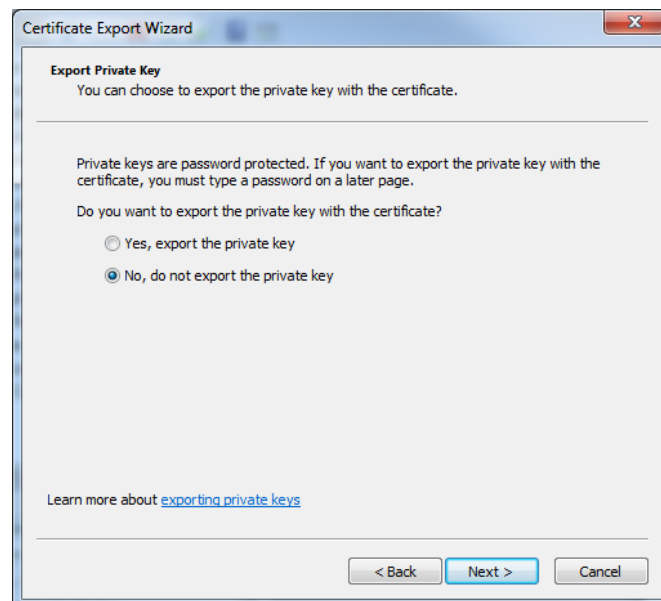 Certificate Export Wizard
Export Private Key
You can choose to export the private key with the certificate.
Private keys are password protected. If you want to export the private key with the
certificate, you must type a password on a later page.
Do you want to export the private key with the certificate?
Yes, export the private key
No, do not export the private key
Learn more about exporting private keys
< Back
Next >
Cancel